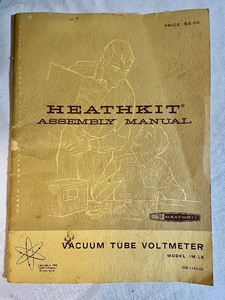 PRICE $2.00
HEATHKIT®
ASSEMBLY MANUAL
HEATHKIT
VACUUM TUBE VOLTMETER
MODEL IM-18